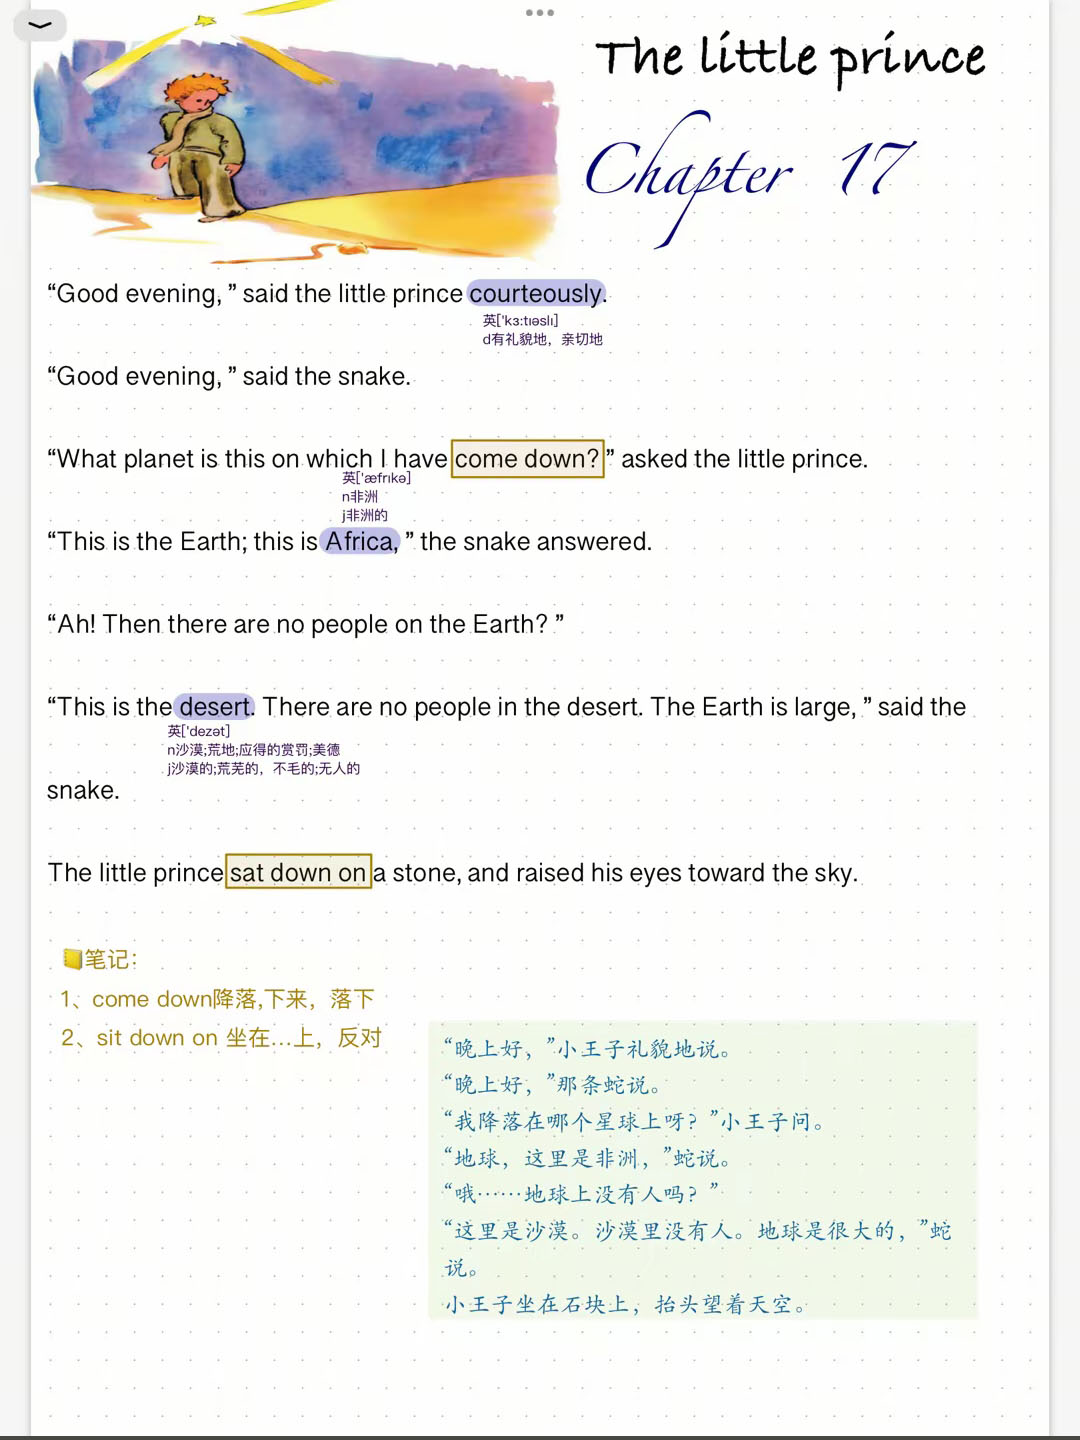 The little prince
Chapter 17
“Good evening, ” said the little prince courteously.
英['kɜ:tɪəslɪ]
d有礼貌地，亲切地
“Good evening, ” said the snake.
“What planet is this on which I have come down? ” asked the little prince.
英['æfrɪkə]
n非洲
j非洲的
“This is the Earth; this is Africa, ” the snake answered.
“Ah! Then there are no people on the Earth? ”
“This is the desert. There are no people in the desert. The Earth is large, ” said the
英['dezət]
n沙漠;荒地;应得的赏罚;美德
j沙漠的;荒芜的，不毛的;无人的
snake.
The little prince sat down on a stone, and raised his eyes toward the sky.
笔记：
1、come down降落,下来，落下
2、sit down on 坐在...上，反对
“晚上好，”小王子礼貌地说。
“晚上好，”那条蛇说。
“我降落在哪个星球上呀？”小王子问。
“地球，这里是非洲，”蛇说。
“哦……地球上没有人吗？”
“这里是沙漠。沙漠里没有人。地球是很大的，”蛇
说。
小王子坐在石块上，抬头望着天空。